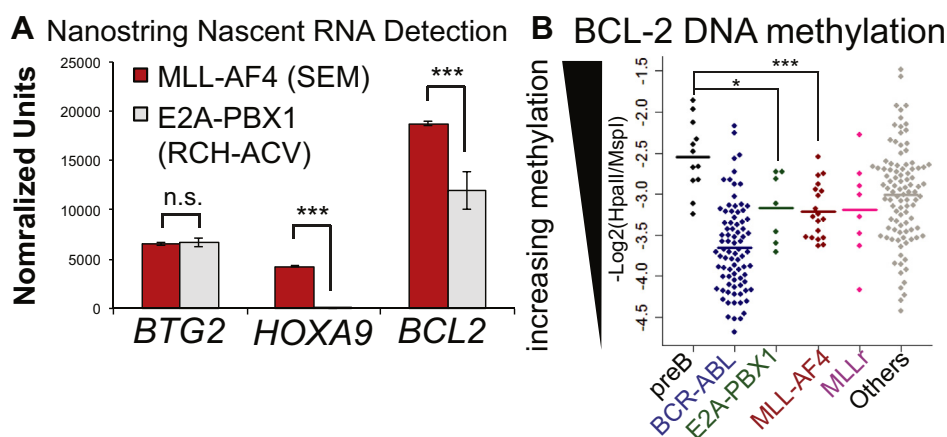 A Nanostring Nascent RNA Detection
Nomralized Units
25000
20000
15000
10000
5000
0
MLL-AF4 (SEM)
E2A-PBX1
(RCH-ACV)
n.s.
***
***
BTG2
HOXA9
BCL2
B BCL-2 DNA methylation
increasing methylation
-Log2(HpaII/MspI)
-1.5
-2.0
-2.5
-3.0
-3.5
-4.0
-4.5
***
*
preB
BCR-ABL
E2A-PBX1
MLL-AF4
MLLr
Others